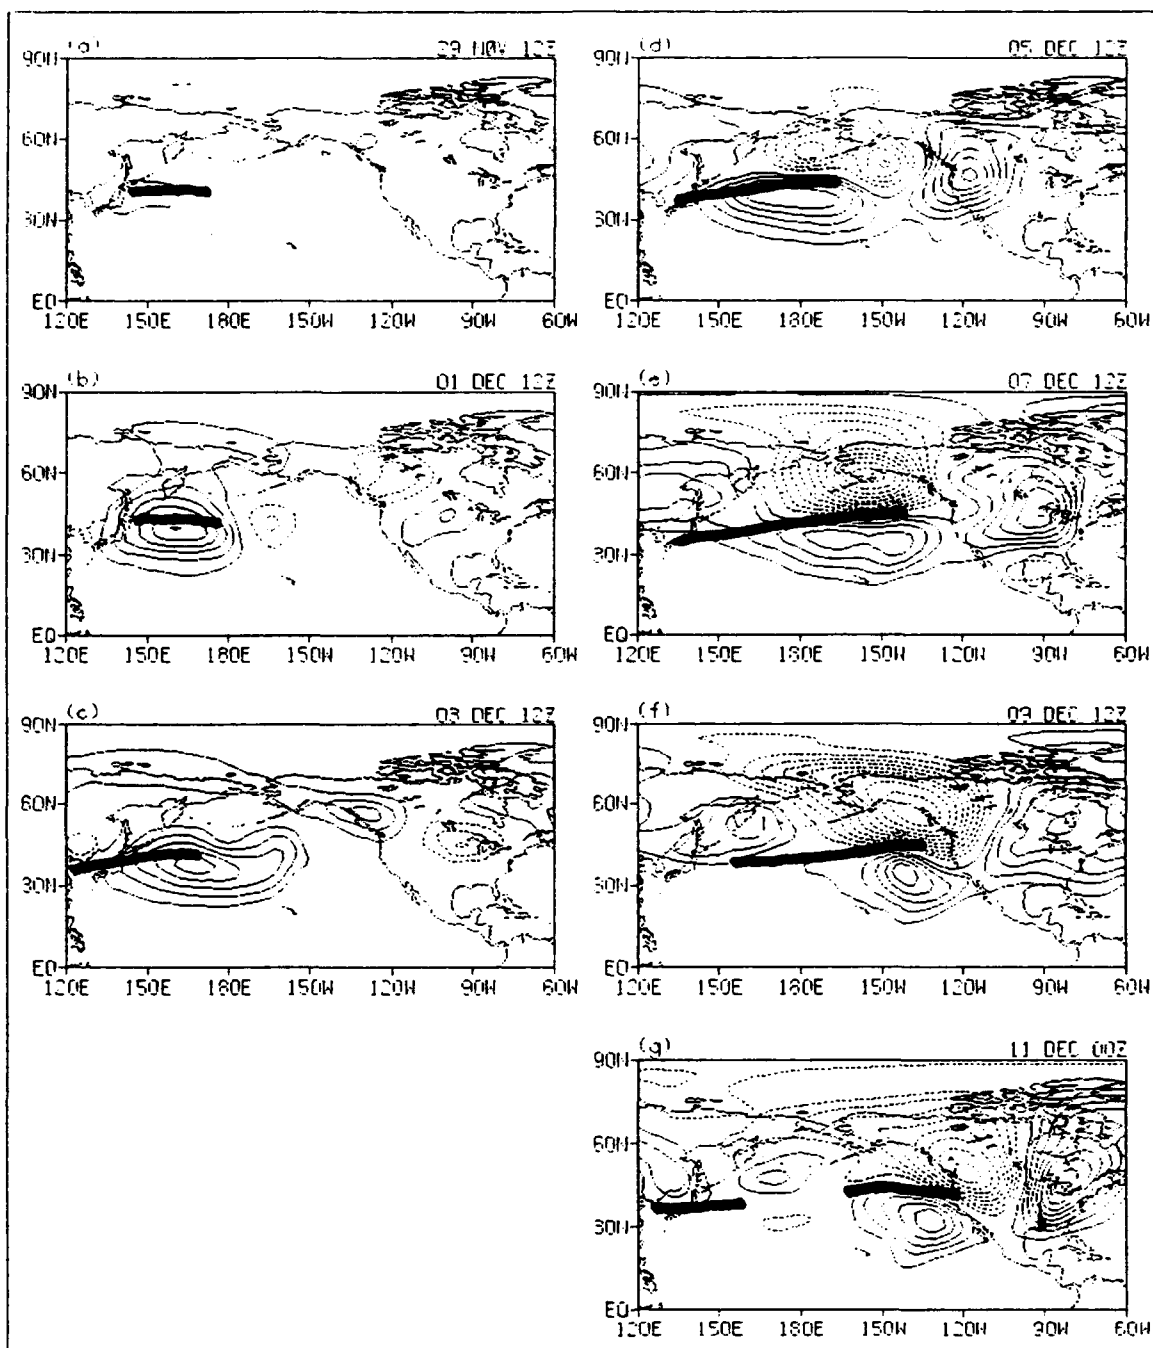 (a) 29 NOV 12Z
90N
60N
30N
EQ
120E 150E 180E 150W 120W 90W 60W
(b) 01 DEC 12Z
90N
60N
30N
EQ
120E 150E 180E 150W 120W 90W 60W
(c) 03 DEC 12Z
90N
60N
30N
EQ
120E 150E 180E 150W 120W 90W 60W
(d) 05 DEC 12Z
90N
60N
30N
EQ
120E 150E 180E 150W 120W 90W 60W
(e) 07 DEC 12Z
90N
60N
30N
EQ
120E 150E 180E 150W 120W 90W 60W
(f) 09 DEC 12Z
90N
60N
30N
EQ
120E 150E 180E 150W 120W 90W 60W
(g) 11 DEC 00Z
90N
60N
30N
EQ
120E 150E 180E 150W 120W 90W 60W